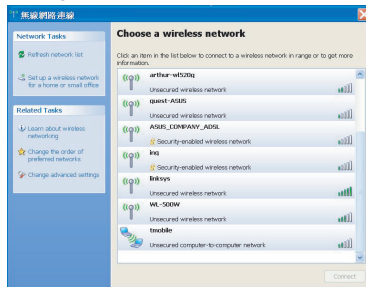 無線網路連線
Network Tasks
Refresh network list
Set up a wireless network
for a home or small office
Related Tasks
Learn about wireless
networking
Change the order of
preferred networks
Change advanced settings
Choose a wireless network
Click an item in the list below to connect to a wireless network in range or to get more
information.
arthur-wl520g
Unsecured wireless network
guest-ASUS
Unsecured wireless network
ASUS_COMPANY_ADSL
Security-enabled wireless network
inq
Security-enabled wireless network
linksys
Unsecured wireless network
WL-500W
Unsecured wireless network
tmobile
Unsecured computer-to-computer network
Connect